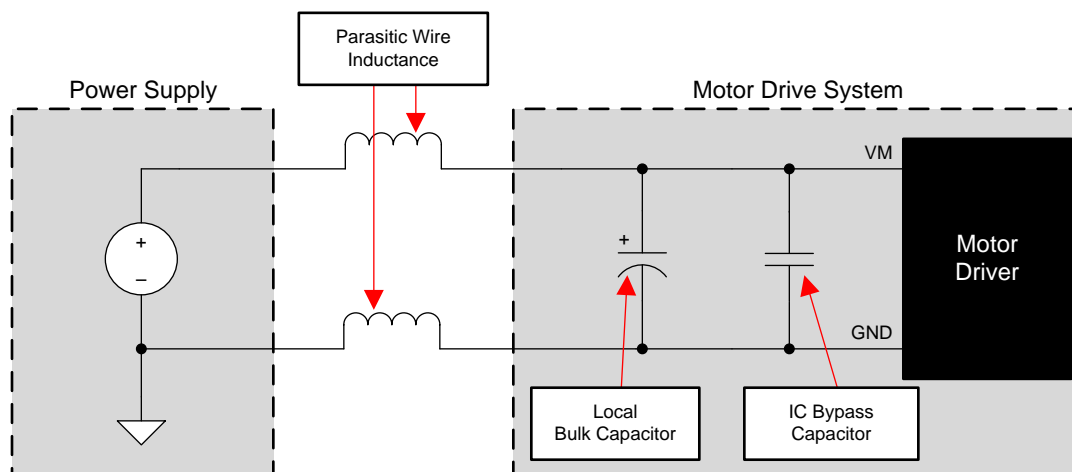 Parasitic Wire
Inductance
Power Supply
Motor Drive System
VM
+
−
+
Motor
Driver
GND
Local
Bulk Capacitor
IC Bypass
Capacitor